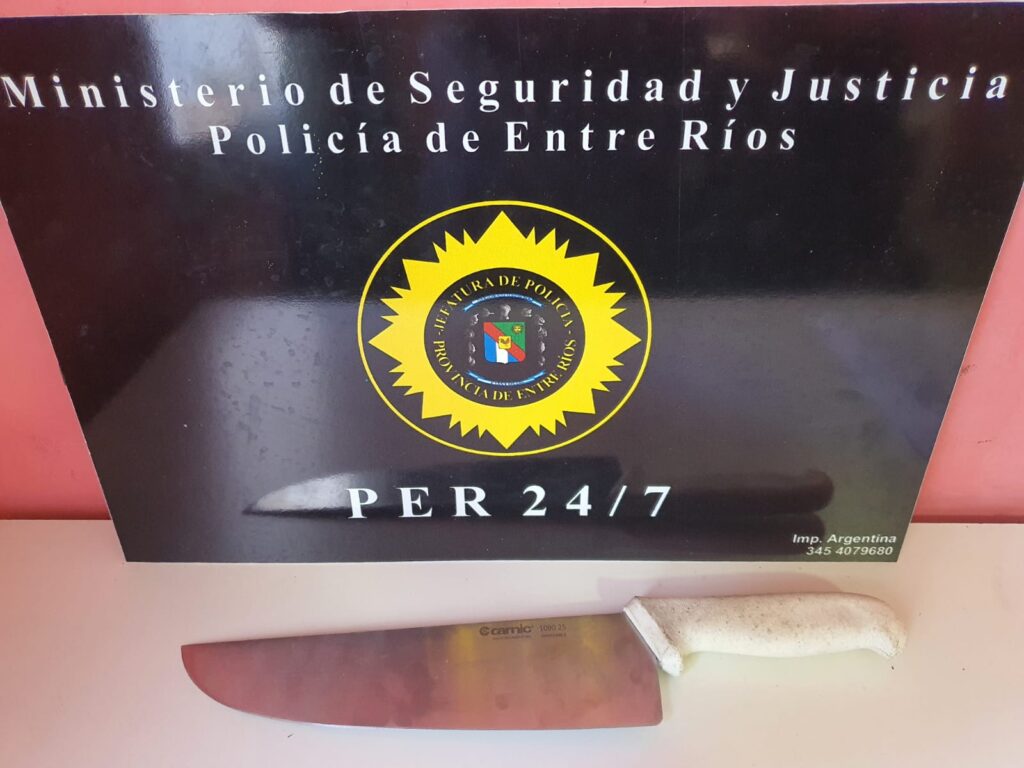 Ministerio de Seguridad y Justicia
Policía de Entre Ríos
JEFATURA DE POLICIA
PROVINCIA DE ENTRE RÍOS
PER 24/7
Imp. Argentina
345 4079680
carnic